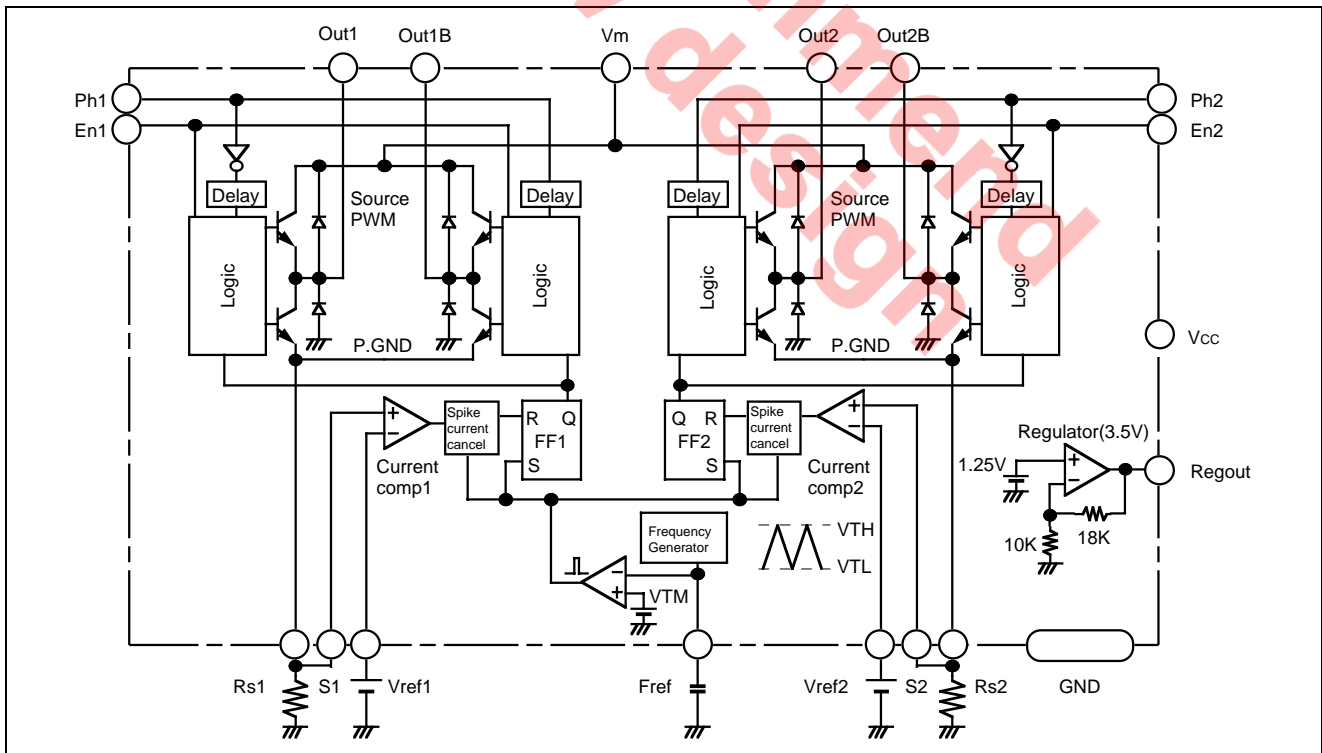 Out1 Out1B Vm Out2 Out2B
Ph1 Ph2
En1 En2
Delay Source PWM Delay Delay Source PWM Delay
Logic Logic Logic Logic
P.GND P.GND
Vcc
+ − Spike current cancel R Q FF1 S
Q R FF2 S Spike current cancel + −
Current comp1
Current comp2
Regulator(3.5V)
1.25V + − Regout
10K 18K
Frequency Generator
VTH
VTL
− + VTM
Rs1 S1 Vref1 Fref Vref2 S2 Rs2 GND
mmend
design